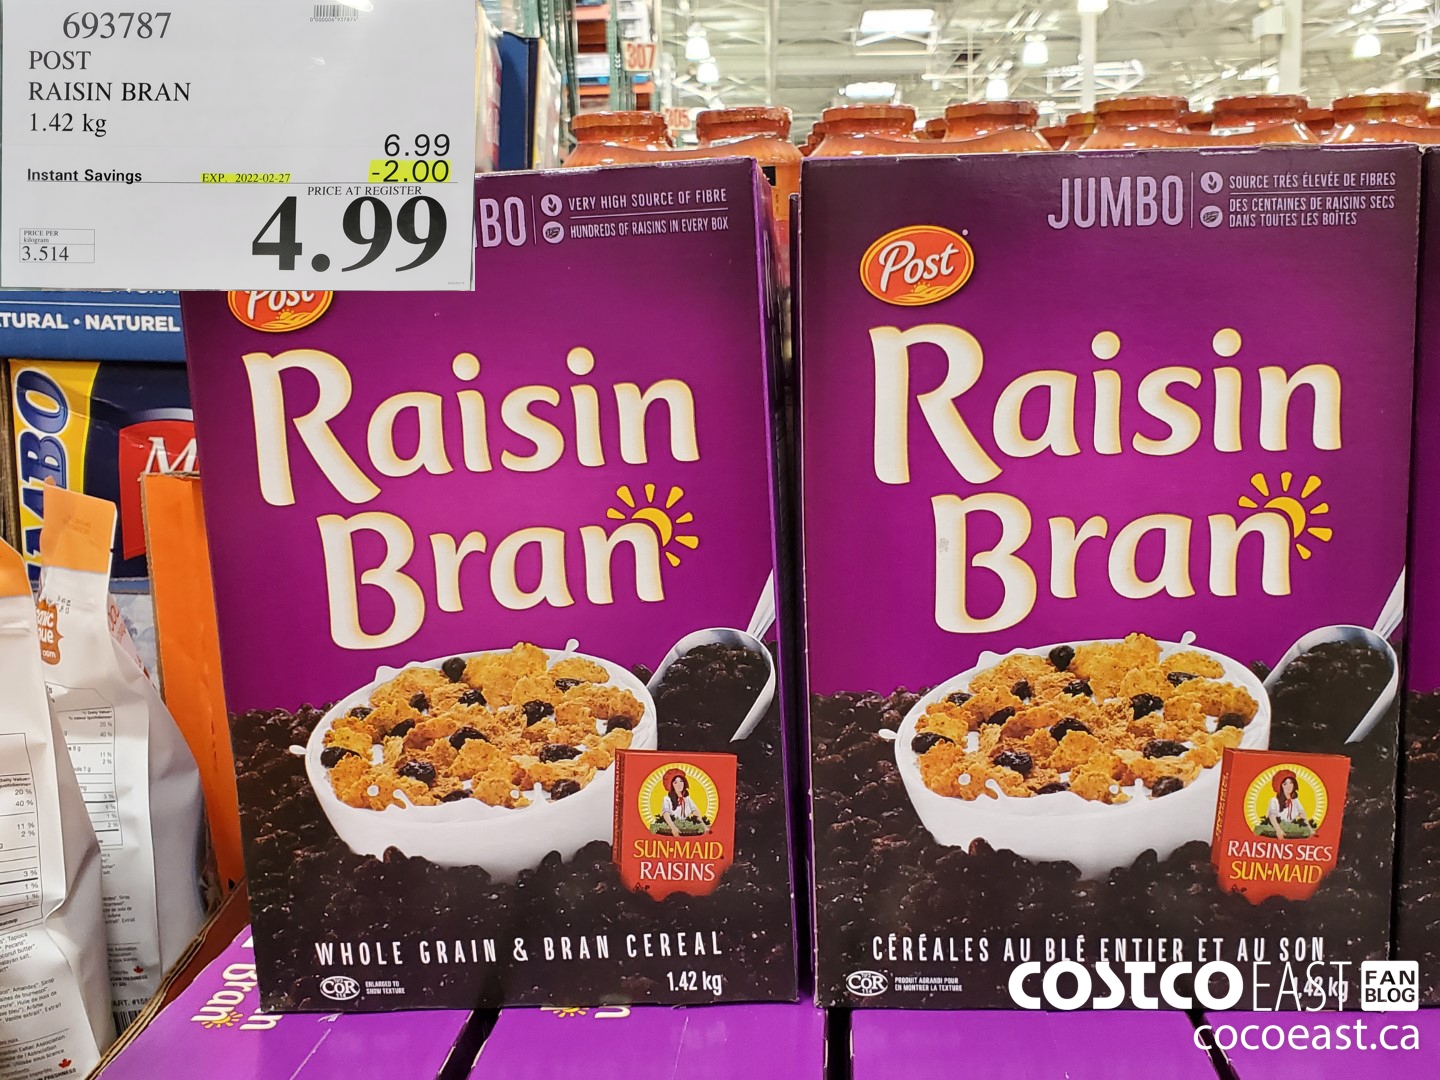 693787
POST
RAISIN BRAN
1.42 kg
6.99
Instant Savings EXP. 2022-02-27 -2.00
PRICE AT REGISTER
4.99
PRICE PER
kilogram
3.514
307
TURAL • NATUREL
VERY HIGH SOURCE OF FIBRE
HUNDREDS OF RAISINS IN EVERY BOX
Post
Raisin
Bran
SUN-MAID
RAISINS
WHOLE GRAIN & BRAN CEREAL
COR
ENLARGED TO
SHOW TEXTURE
1.42 kg
JUMBO
SOURCE TRÈS ÉLEVÉE DE FIBRES
DES CENTAINES DE RAISINS SECS
DANS TOUTES LES BOÎTES
Post
Raisin
Bran
RAISINS SECS
SUN-MAID
CÉRÉALES AU BLÉ ENTIER ET AU SON
COR
PRODUIT AGRANDI POUR
EN MONTRER LA TEXTURE
COSTCO EAST FAN BLOG
cocoeast.ca